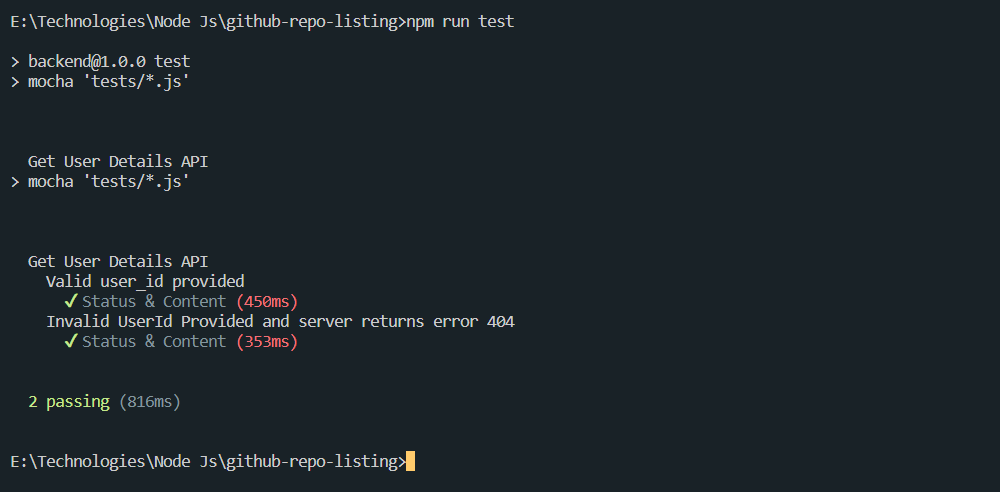 E:\Technologies\Node Js\github-repo-listing>npm run test
> backend@1.0.0 test
> mocha 'tests/*.js'
Get User Details API
> mocha 'tests/*.js'
Get User Details API
Valid user_id provided
✓ Status & Content (450ms)
Invalid UserId Provided and server returns error 404
✓ Status & Content (353ms)
2 passing (816ms)
E:\Technologies\Node Js\github-repo-listing>